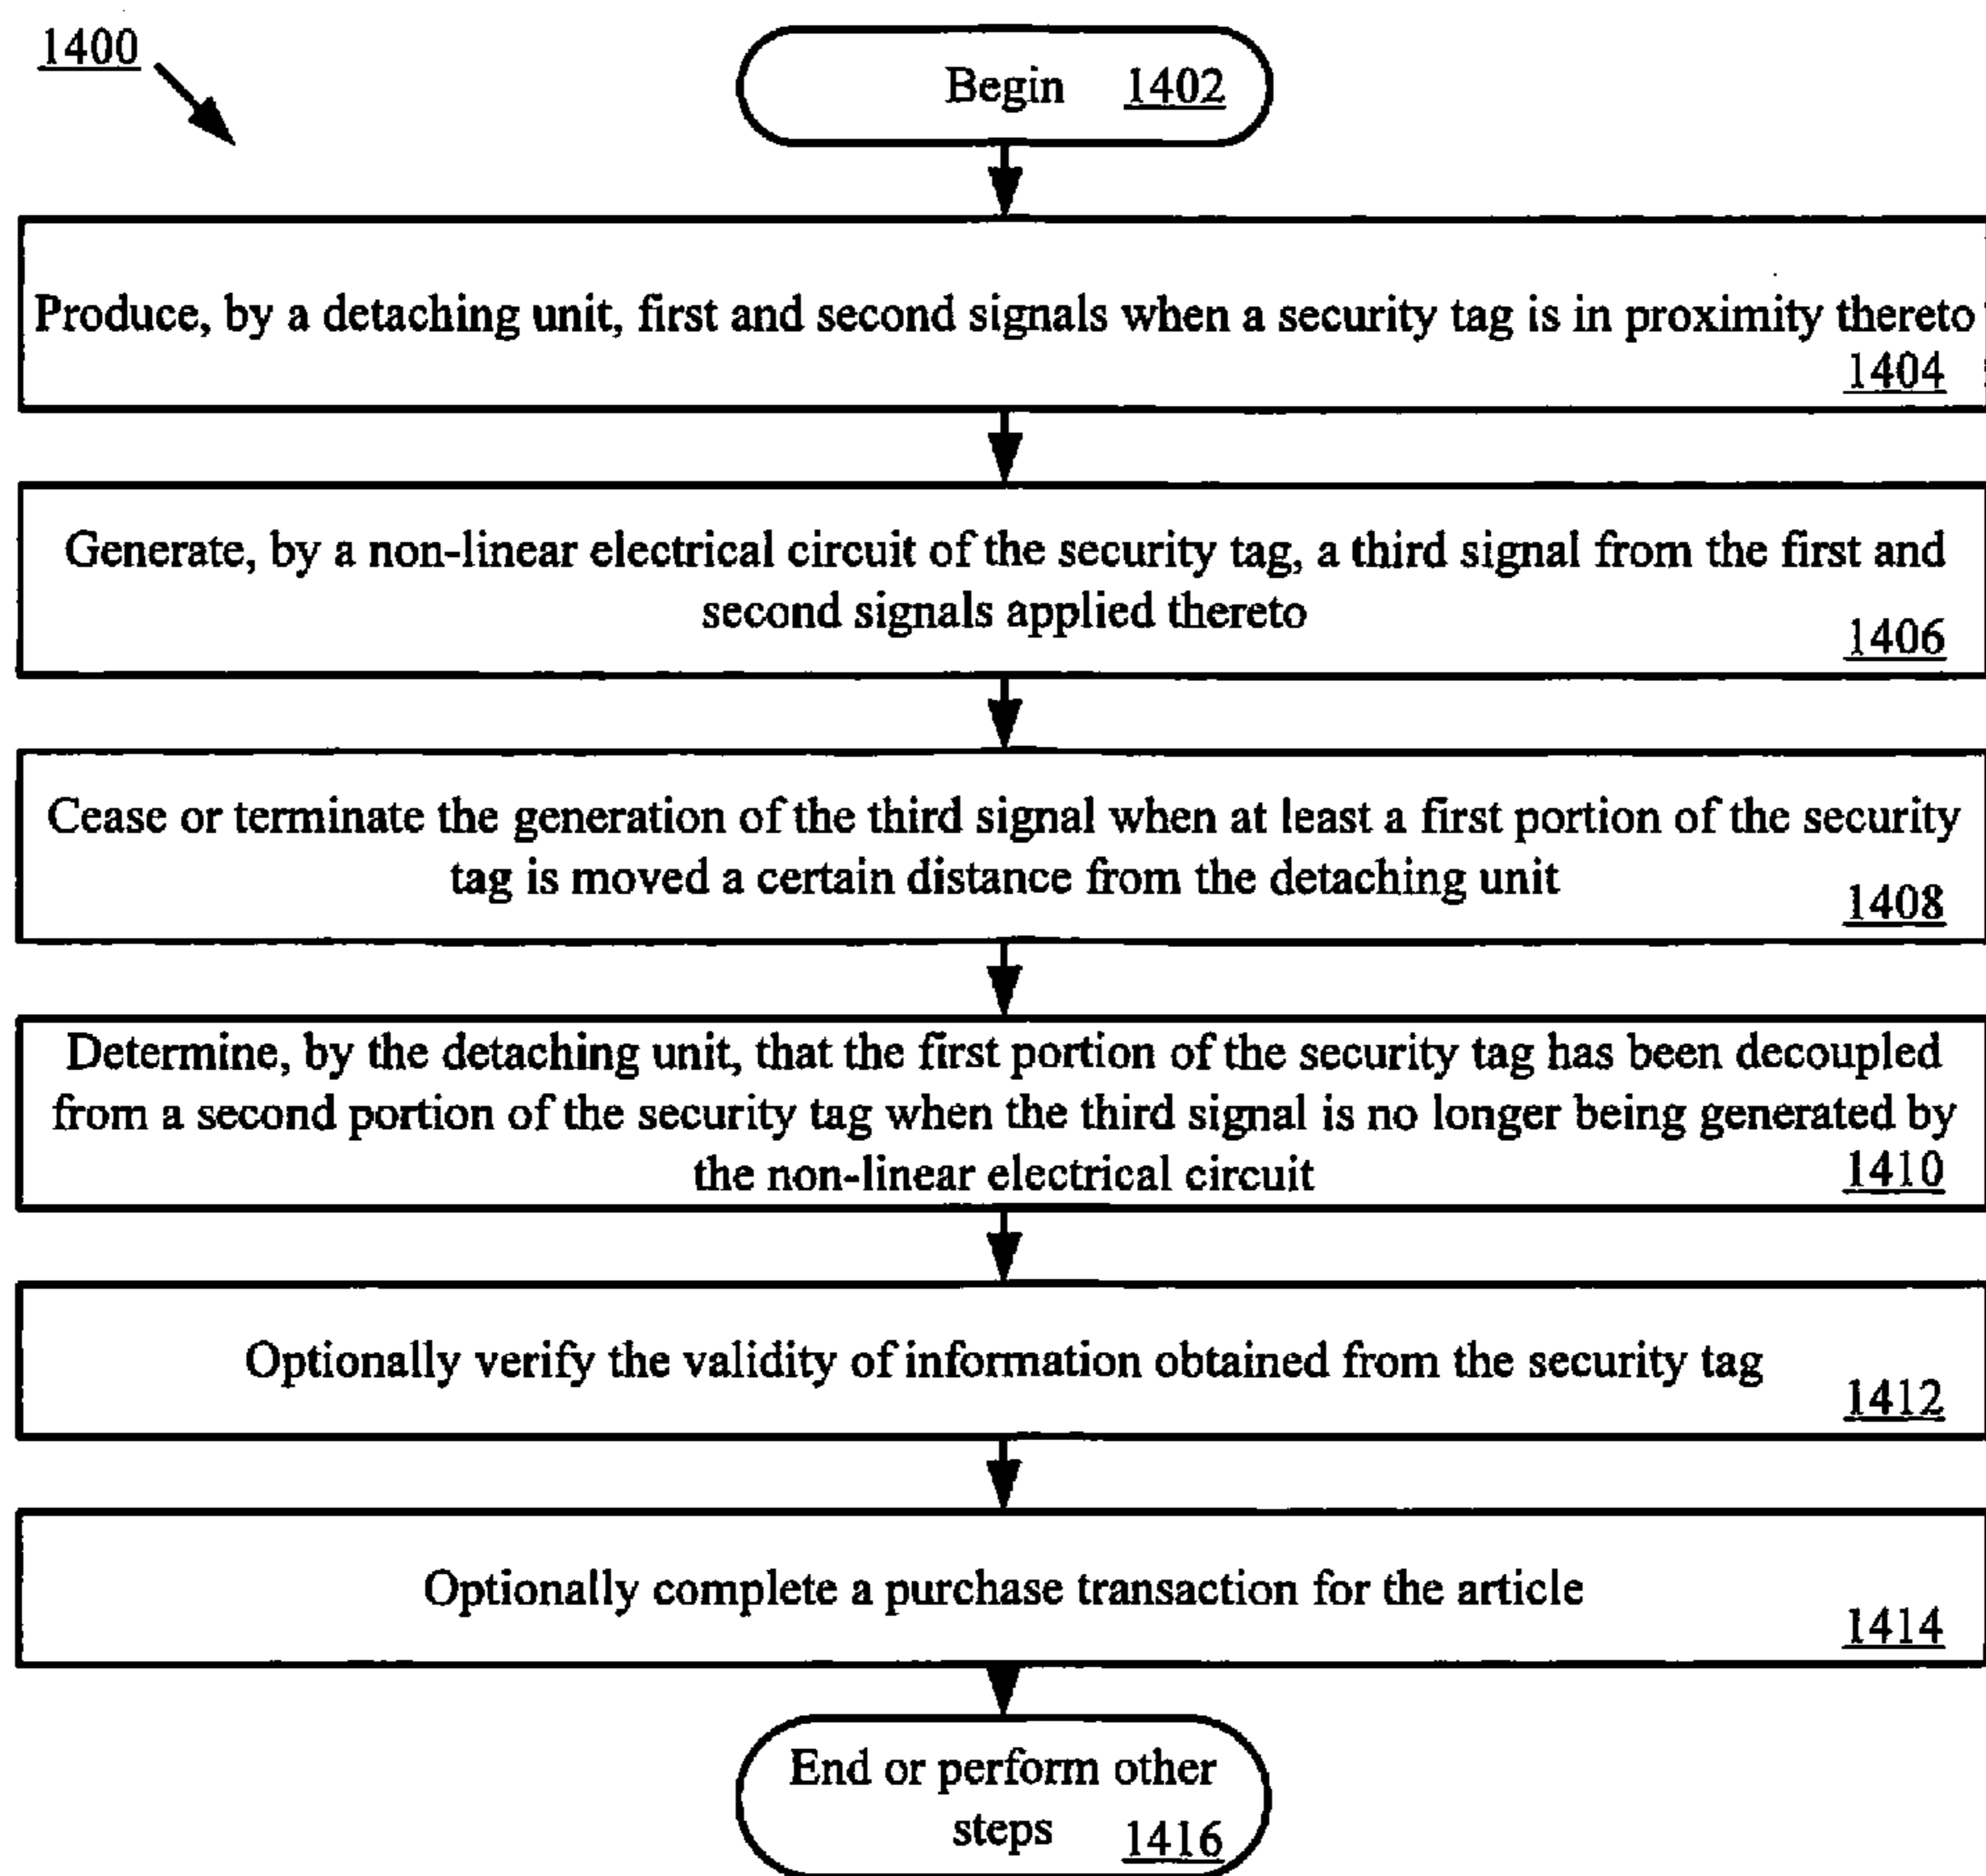 1400
Begin 1402
Produce, by a detaching unit, first and second signals when a security tag is in proximity thereto
1404
Generate, by a non-linear electrical circuit of the security tag, a third signal from the first and
second signals applied thereto
1406
Cease or terminate the generation of the third signal when at least a first portion of the security
tag is moved a certain distance from the detaching unit
1408
Determine, by the detaching unit, that the first portion of the security tag has been decoupled
from a second portion of the security tag when the third signal is no longer being generated by
the non-linear electrical circuit 1410
Optionally verify the validity of information obtained from the security tag
1412
Optionally complete a purchase transaction for the article
1414
End or perform other
steps 1416